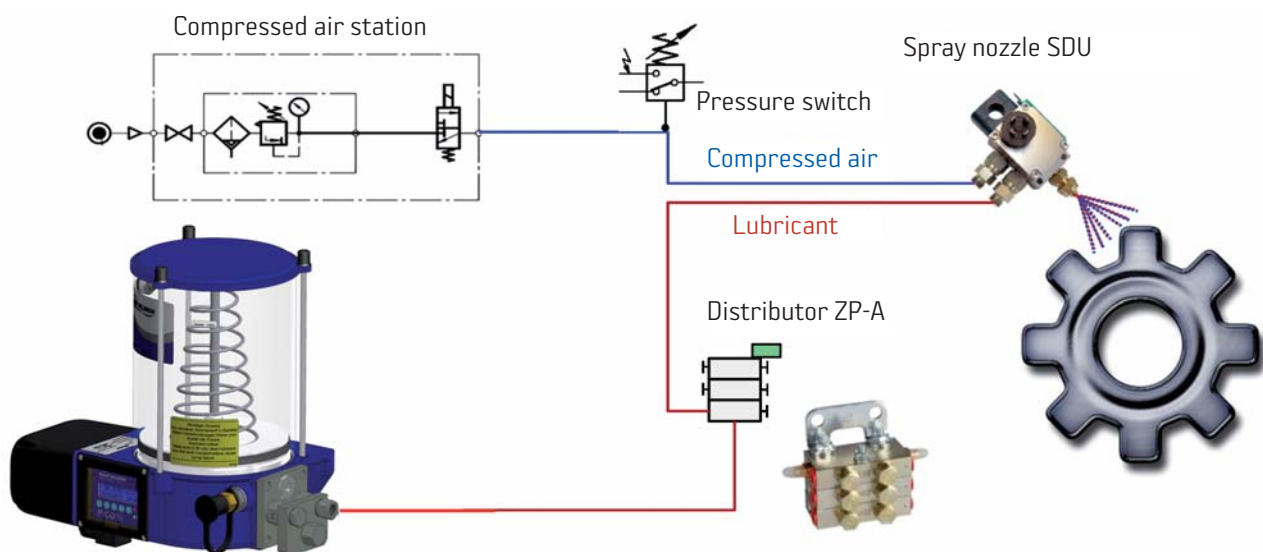 Compressed air station
Spray nozzle SDU
Pressure switch
Compressed air
Lubricant
Distributor ZP-A